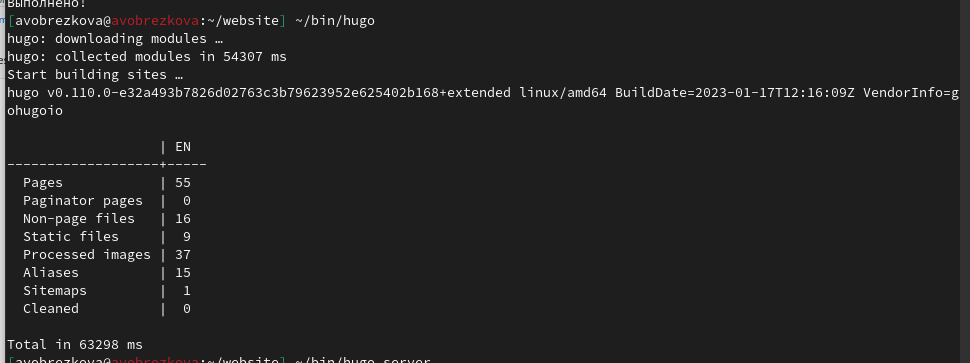 Выполнено!
[avobrezkova@avobrezkova:~/website] ~/bin/hugo
hugo: downloading modules …
hugo: collected modules in 54307 ms
Start building sites …
hugo v0.110.0-e32a493b7826d02763c3b79623952e625402b168+extended linux/amd64 BuildDate=2023-01-17T12:16:09Z VendorInfo=g
ohugoio
| EN
-------------------+-----
Pages | 55
Paginator pages | 0
Non-page files | 16
Static files | 9
Processed images | 37
Aliases | 15
Sitemaps | 1
Cleaned | 0
Total in 63298 ms
[avobrezkova@avobrezkova:~/website] ~/bin/hugo server